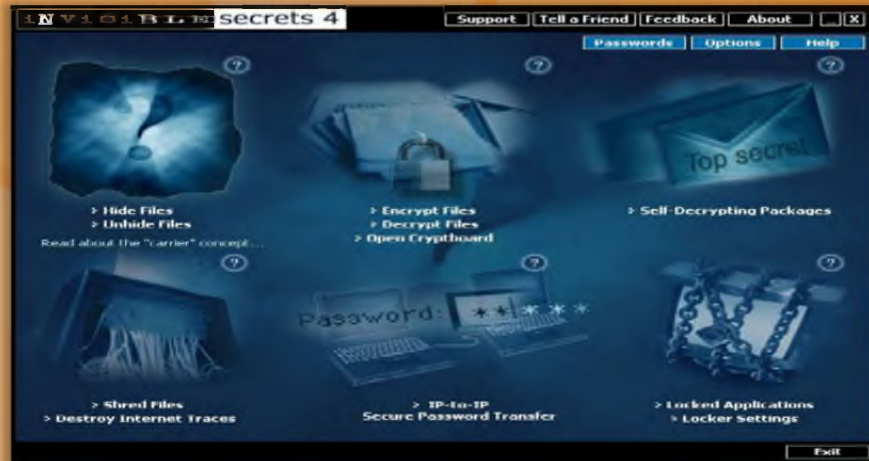 iNViSiBLE secrets 4
Support Tell a Friend Feedback About _ X
Passwords Options Help
? ? ?
Top secret
> Hide Files
> Unhide Files
Read about the "carrier" concept...
> Encrypt Files
> Decrypt Files
> Open Cryptboard
> Self-Decrypting Packages
? ? ?
Password: ** ***
> Shred Files
> Destroy Internet Traces
> IP-to-IP
Secure Password Transfer
> Locked Applications
> Locker Settings
Exit